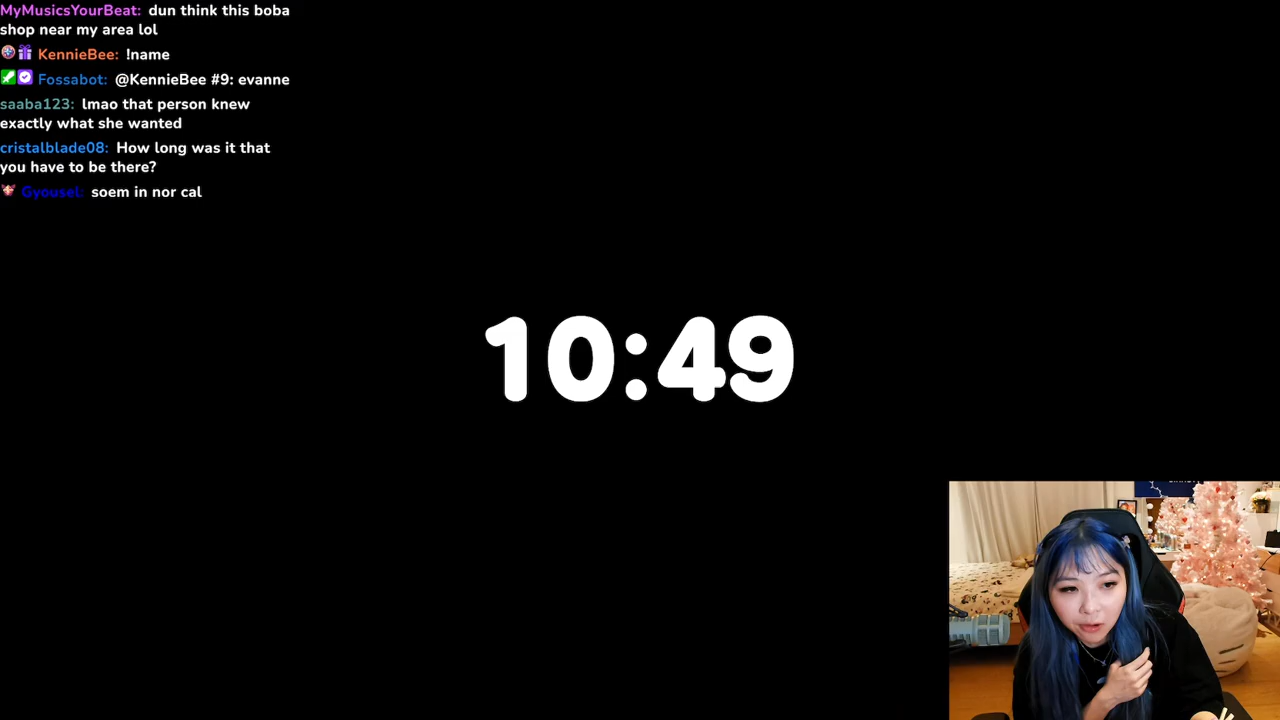 MyMusicsYourBeat: dun think this boba
shop near my area lol
KennieBee: !name
Fossabot: @KennieBee #9: evanne
saaba123: lmao that person knew
exactly what she wanted
cristalblade08: How long was it that
you have to be there?
Gyousel: soem in nor cal
10:49